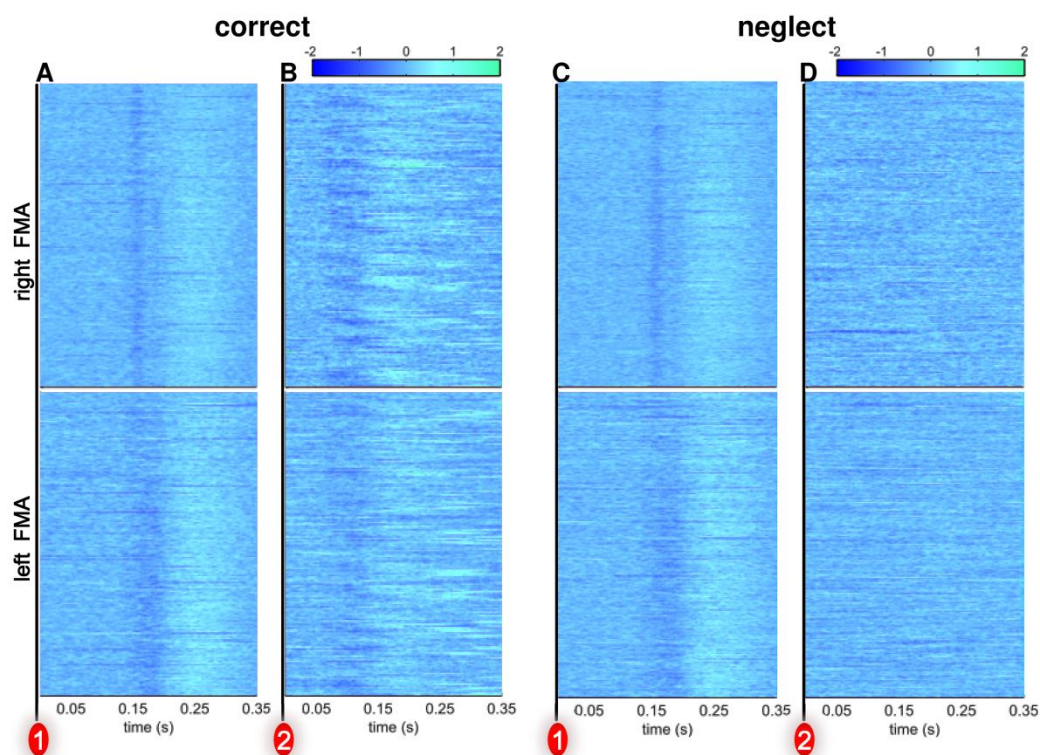 correct
neglect
A
-2 -1 0 1 2
B
C
-2 -1 0 1 2
D
right FMA
left FMA
0.05 0.15 0.25 0.35
time (s)
0.05 0.15 0.25 0.35
time (s)
0.05 0.15 0.25 0.35
time (s)
0.05 0.15 0.25 0.35
time (s)
1
2
1
2